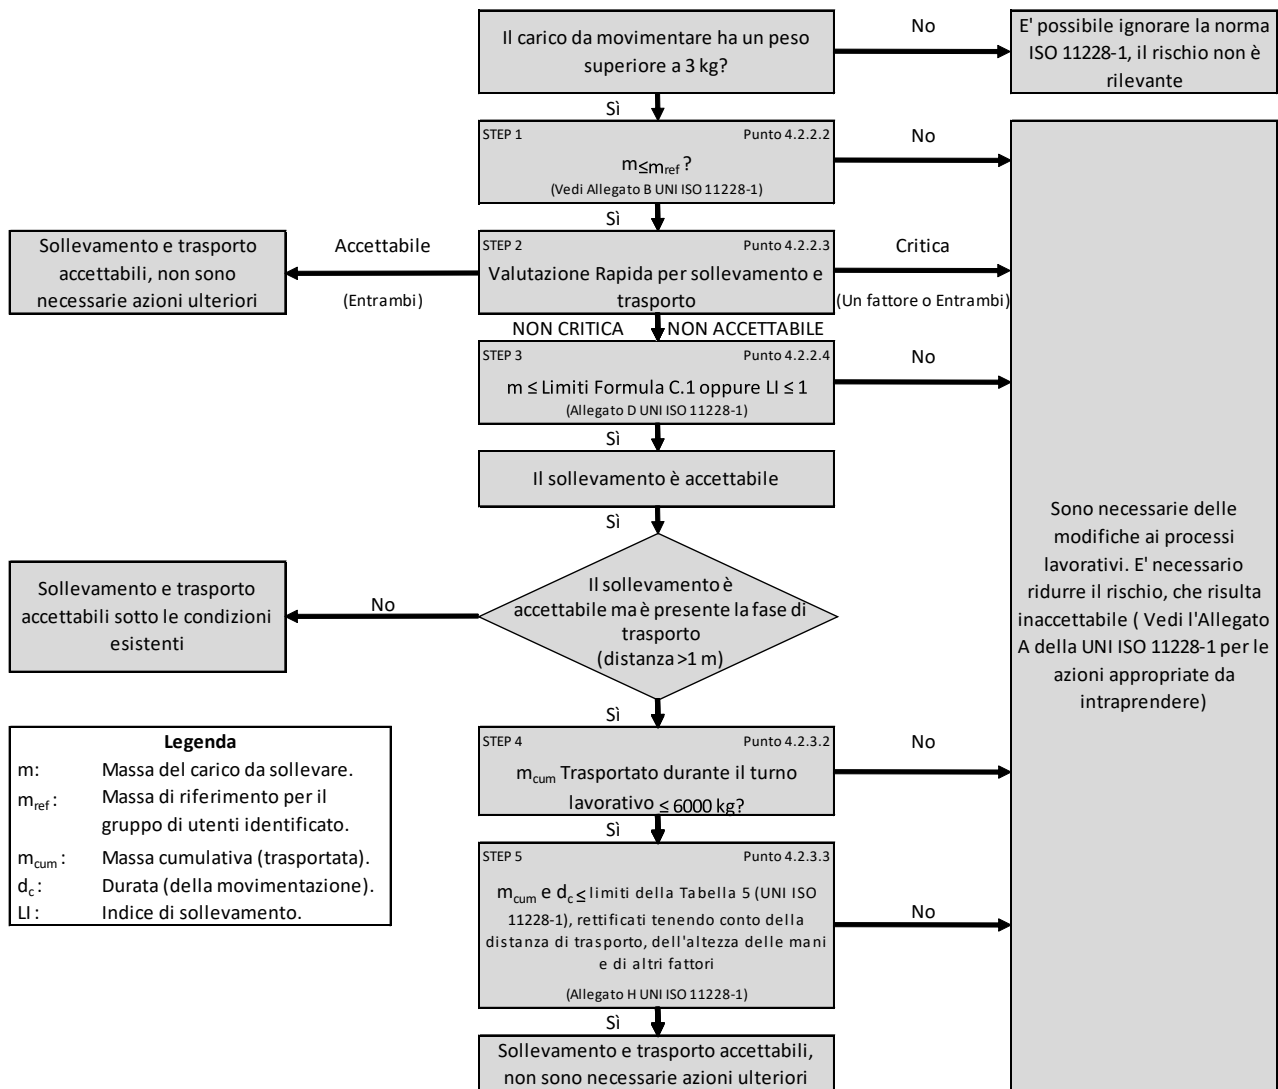 Il carico da movimentare ha un peso
superiore a 3 kg?
No
E' possibile ignorare la norma
ISO 11228-1, il rischio non è
rilevante
Sì
STEP 1 Punto 4.2.2.2
m≤mref ?
(Vedi Allegato B UNI ISO 11228-1)
No
Sì
Sollevamento e trasporto
accettabili, non sono
necessarie azioni ulteriori
Accettabile
(Entrambi)
STEP 2 Punto 4.2.2.3
Valutazione Rapida per sollevamento e
trasporto
Critica
(Un fattore o Entrambi)
NON CRITICA NON ACCETTABILE
STEP 3 Punto 4.2.2.4
m ≤ Limiti Formula C.1 oppure LI ≤ 1
(Allegato D UNI ISO 11228-1)
No
Sì
Il sollevamento è accettabile
Sì
Il sollevamento è
accettabile ma è presente la fase di
trasporto
(distanza >1 m)
No
Sollevamento e trasporto
accettabili sotto le condizioni
esistenti
Sono necessarie delle
modifiche ai processi
lavorativi. E' necessario
ridurre il rischio, che risulta
inaccettabile ( Vedi l'Allegato
A della UNI ISO 11228-1 per le
azioni appropriate da
intraprendere)
Sì
STEP 4 Punto 4.2.3.2
mcum Trasportato durante il turno
lavorativo ≤ 6000 kg?
No
Sì
STEP 5 Punto 4.2.3.3
mcum e dc ≤ limiti della Tabella 5 (UNI ISO
11228-1), rettificati tenendo conto della
distanza di trasporto, dell'altezza delle mani
e di altri fattori
(Allegato H UNI ISO 11228-1)
No
Sì
Sollevamento e trasporto accettabili,
non sono necessarie azioni ulteriori
Legenda
m: Massa del carico da sollevare.
mref : Massa di riferimento per il
gruppo di utenti identificato.
mcum : Massa cumulativa (trasportata).
dc : Durata (della movimentazione).
LI : Indice di sollevamento.